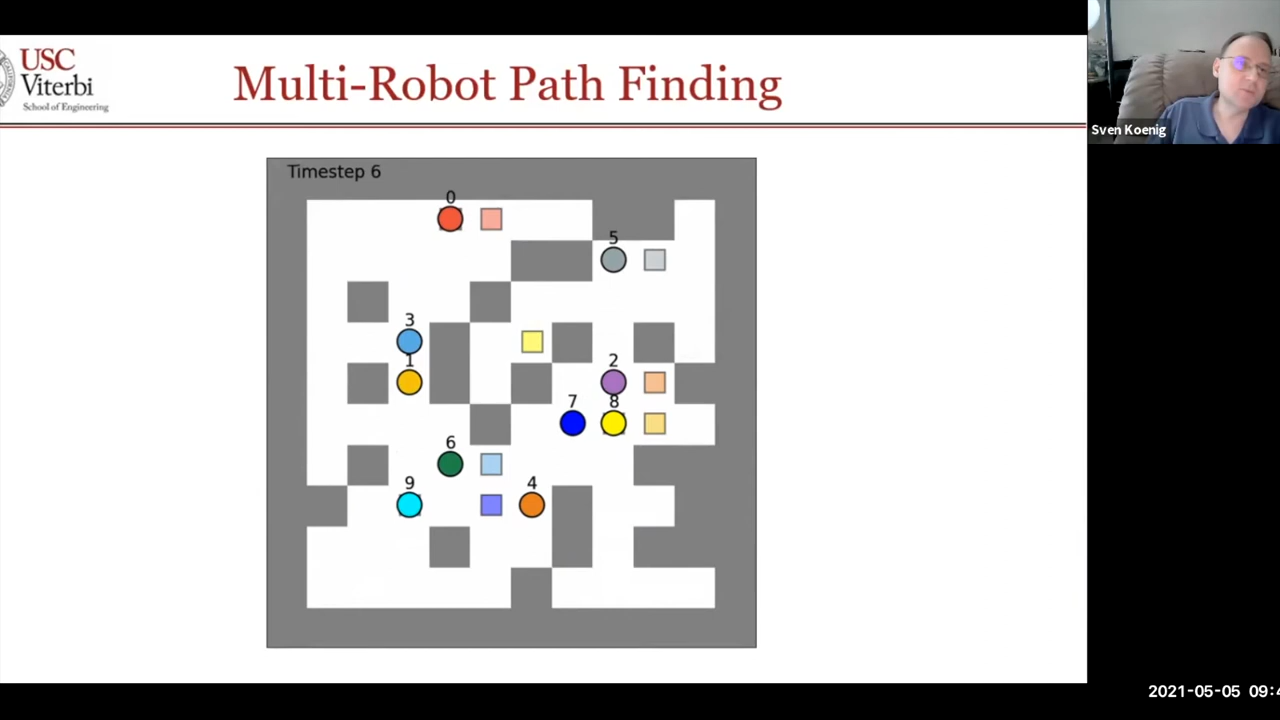 USC
Viterbi
School of Engineering
Multi-Robot Path Finding
Sven Koenig
Timestep 6
0
5
3
1
2
7
8
6
9
4
2021-05-05 09:4